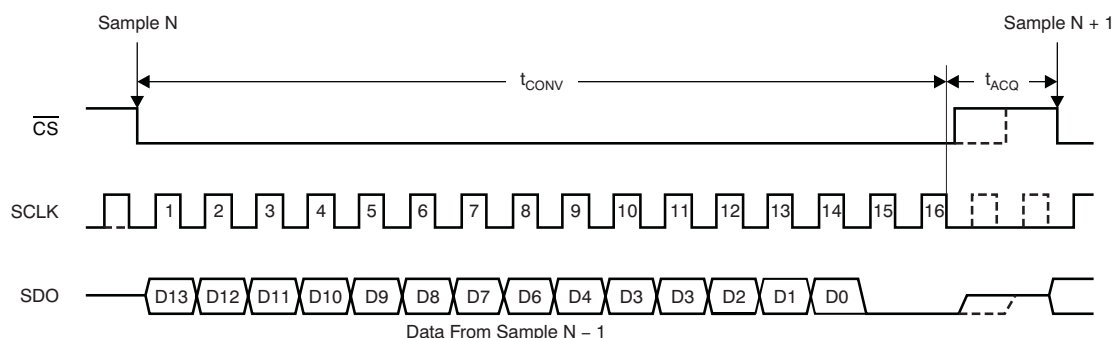 Sample N
Sample N + 1
tCONV
tACQ
CS
SCLK
1 2 3 4 5 6 7 8 9 10 11 12 13 14 15 16
SDO
D13 D12 D11 D10 D9 D8 D7 D6 D4 D3 D3 D2 D1 D0
Data From Sample N – 1